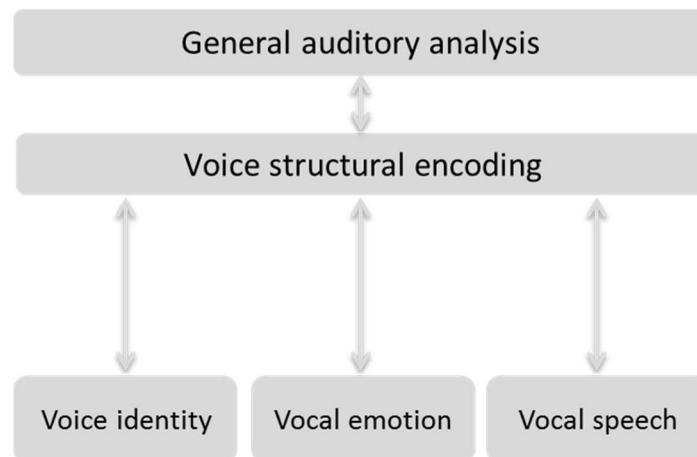 General auditory analysis
Voice structural encoding
Voice identity
Vocal emotion
Vocal speech